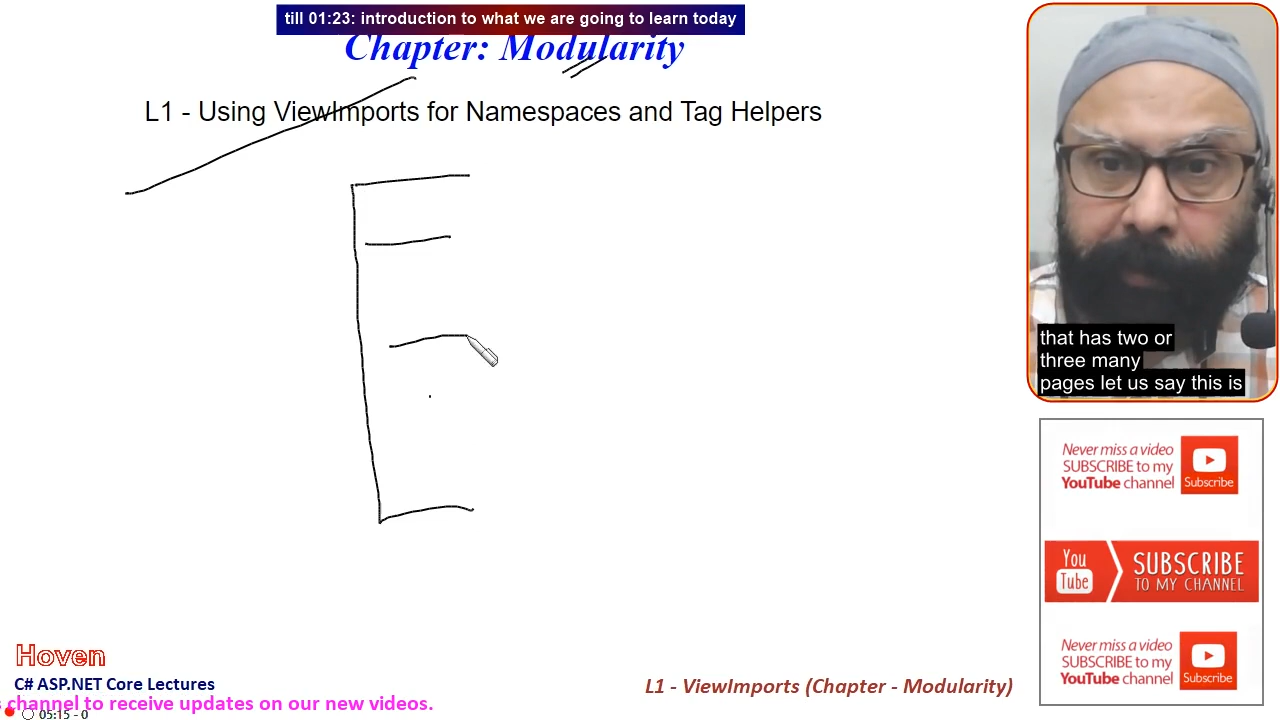 till 01:23: introduction to what we are going to learn today
Chapter: Modularity
L1 - Using ViewImports for Namespaces and Tag Helpers
that has two or
three many
pages let us say this is
Never miss a video
SUBSCRIBE to my
YouTube channel
Subscribe
You
Tube
SUBSCRIBE
TO MY CHANNEL
Never miss a video
SUBSCRIBE to my
YouTube channel
Subscribe
Hoven
C# ASP.NET Core Lectures
L1 - ViewImports (Chapter - Modularity)
channel to receive updates on our new videos.
05:15 - 0